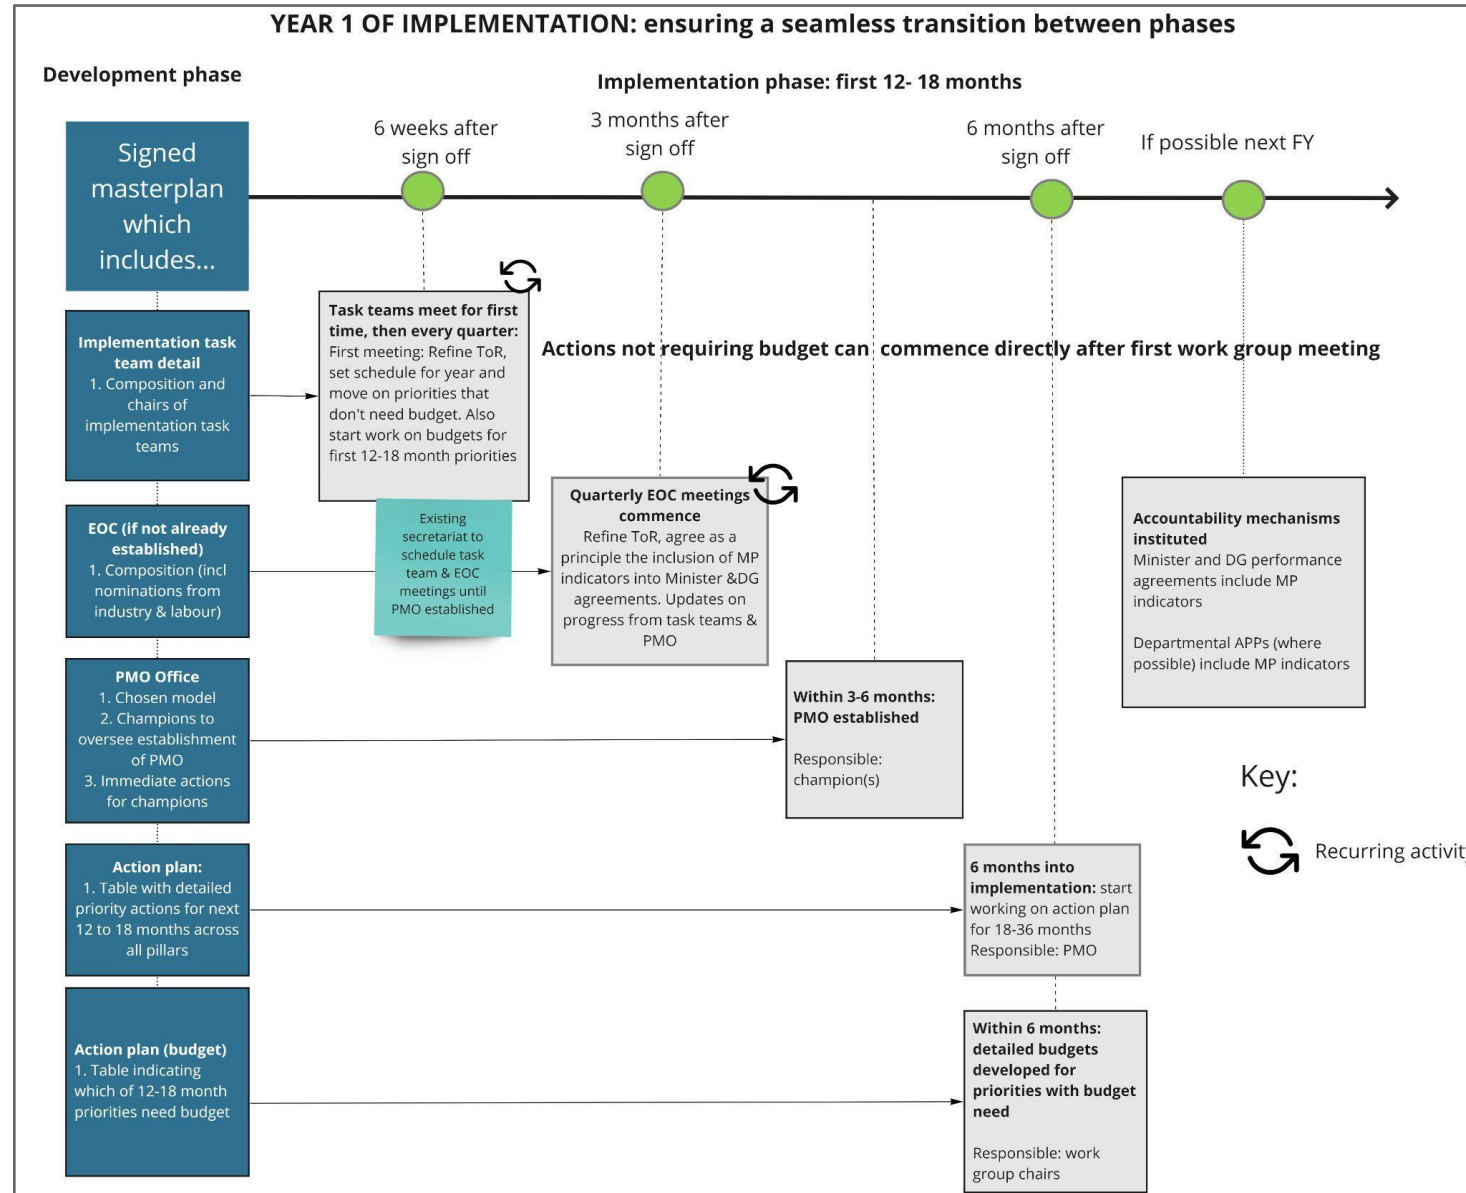 YEAR 1 OF IMPLEMENTATION: ensuring a seamless transition between phases
Development phase
Implementation phase: first 12- 18 months
6 weeks after
sign off
3 months after
sign off
6 months after
sign off
If possible next FY
Signed
masterplan
which
includes...
Implementation task
team detail
1. Composition and
chairs of
implementation task
teams
Task teams meet for first
time, then every quarter:
First meeting: Refine ToR,
set schedule for year and
move on priorities that
don't need budget. Also
start work on budgets for
first 12-18 month priorities
Actions not requiring budget can commence directly after first work group meeting
EOC (if not already
established)
1. Composition (incl
nominations from
industry & labour)
Existing
secretariat to
schedule task
team & EOC
meetings until
PMO established
Quarterly EOC meetings
commence
Refine ToR, agree as a
principle the inclusion of MP
indicators into Minister &DG
agreements. Updates on
progress from task teams &
PMO
Accountability mechanisms
instituted
Minister and DG performance
agreements include MP
indicators
Departmental APPs (where
possible) include MP indicators
PMO Office
1. Chosen model
2. Champions to
oversee establishment
of PMO
3. Immediate actions
for champions
Within 3-6 months:
PMO established
Responsible:
champion(s)
Key:
Recurring activity
Action plan:
1. Table with detailed
priority actions for next
12 to 18 months across
all pillars
6 months into
implementation: start
working on action plan
for 18-36 months
Responsible: PMO
Action plan (budget)
1. Table indicating
which of 12-18 month
priorities need budget
Within 6 months:
detailed budgets
developed for
priorities with budget
need
Responsible: work
group chairs